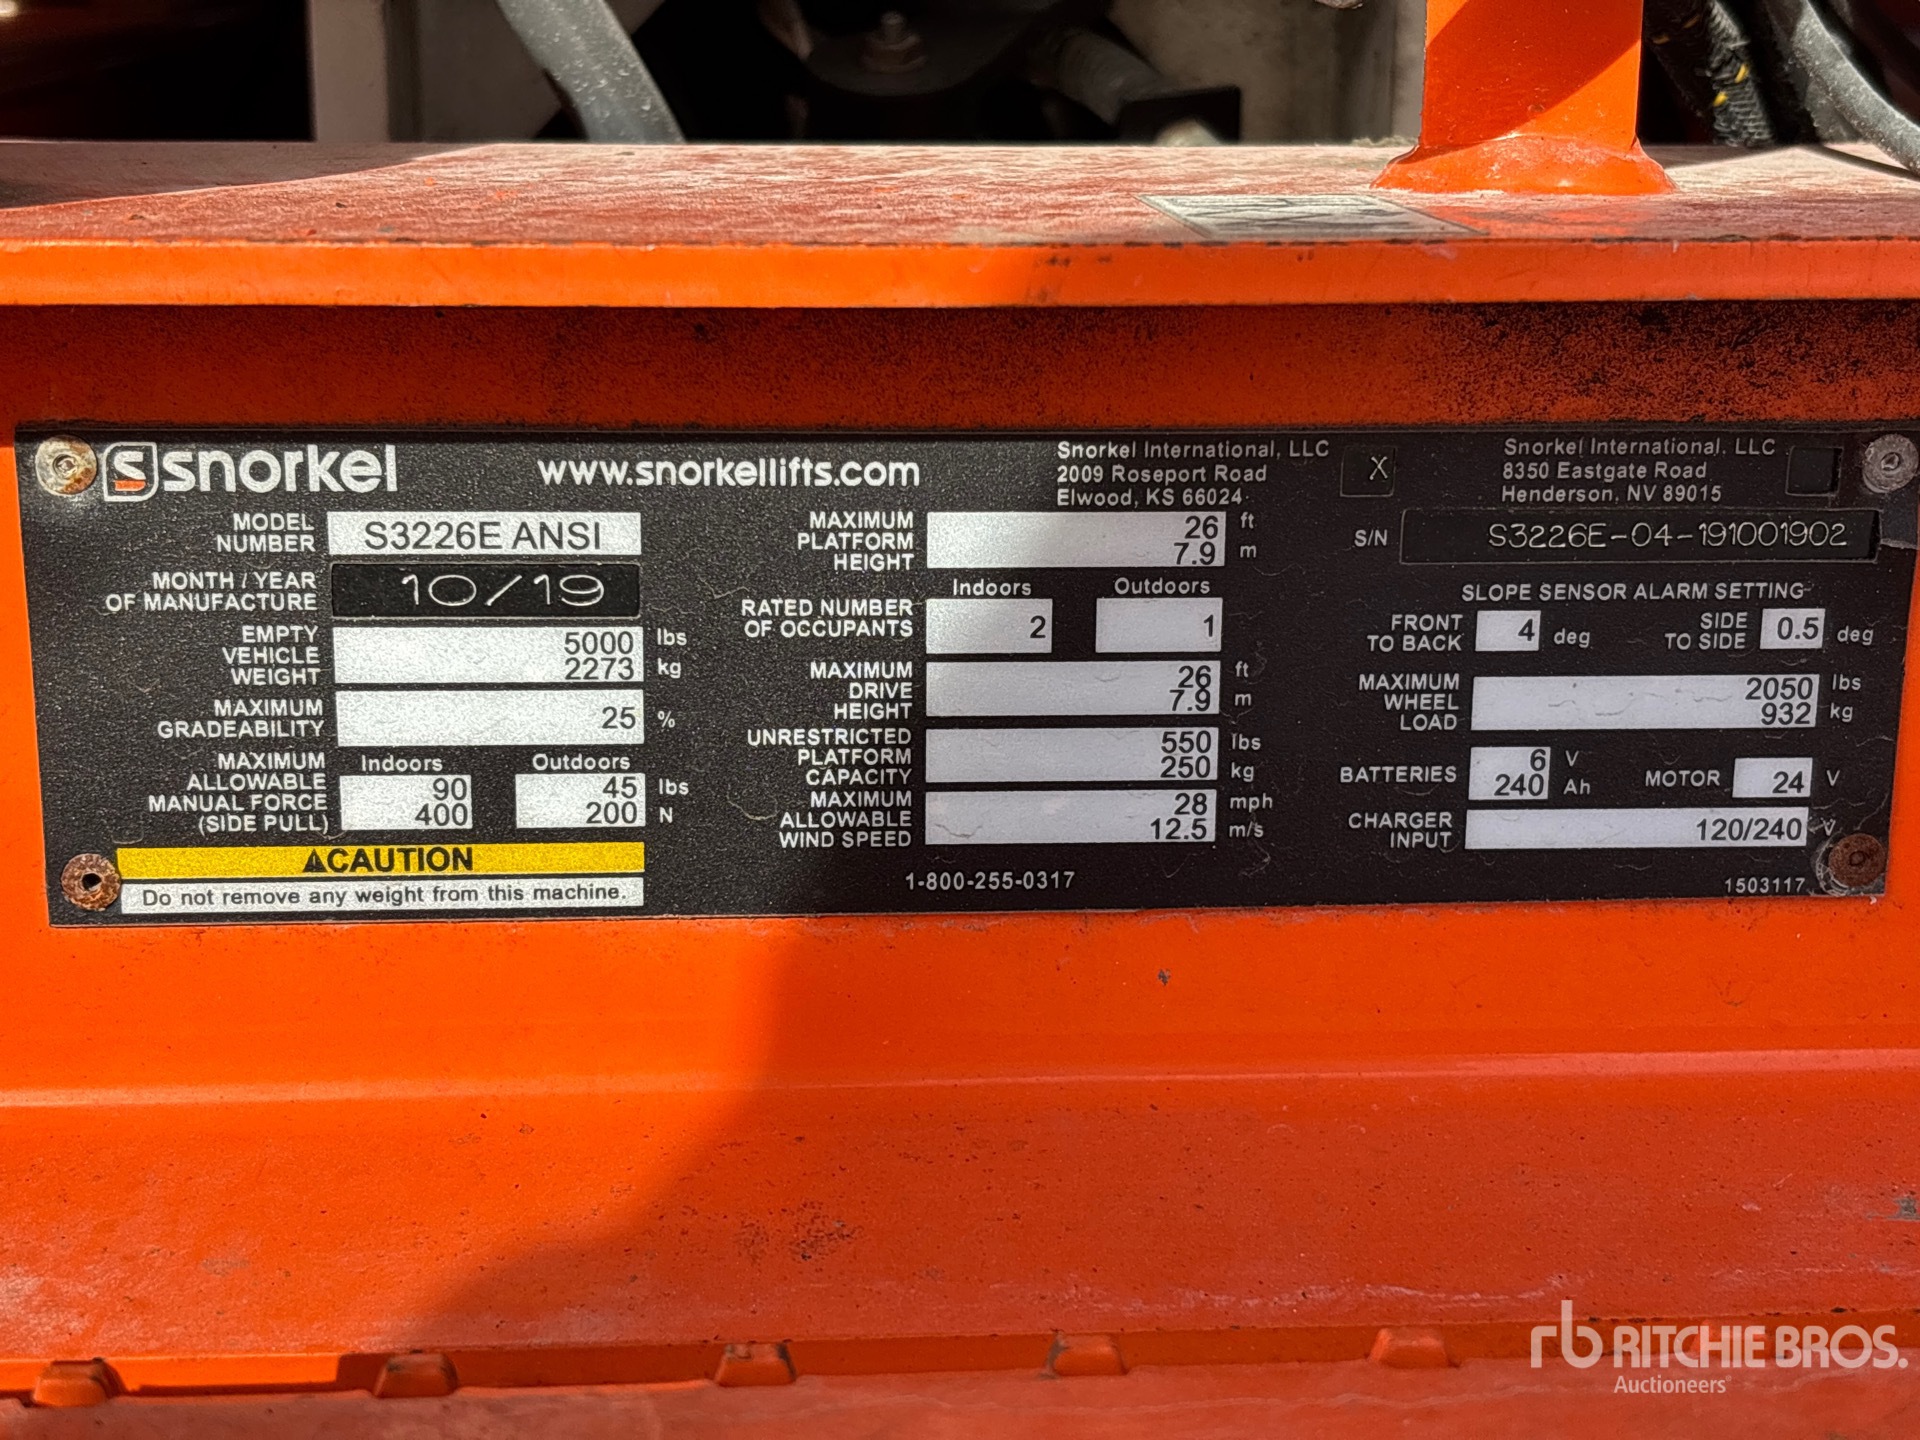 snorkel
www.snorkellifts.com
Snorkel International, LLC
2009 Roseport Road
Elwood, KS 66024
X
Snorkel International, LLC
8350 Eastgate Road
Henderson, NV 89015
MODEL
NUMBER
S3226E ANSI
MONTH / YEAR
OF MANUFACTURE
10/19
EMPTY
VEHICLE
WEIGHT
5000 lbs
2273 kg
MAXIMUM
GRADEABILITY
25 %
MAXIMUM
ALLOWABLE
MANUAL FORCE
(SIDE PULL)
Indoors
90
400
Outdoors
45 lbs
200 N
CAUTION
Do not remove any weight from this machine.
MAXIMUM
PLATFORM
HEIGHT
26 ft
7.9 m
RATED NUMBER
OF OCCUPANTS
Indoors
2
Outdoors
1
MAXIMUM
DRIVE
HEIGHT
26 ft
7.9 m
UNRESTRICTED
PLATFORM
CAPACITY
550 lbs
250 kg
MAXIMUM
ALLOWABLE
WIND SPEED
28 mph
12.5 m/s
1-800-255-0317
S/N S3226E-04-191001902
SLOPE SENSOR ALARM SETTING
FRONT
TO BACK
4 deg
SIDE
TO SIDE
0.5 deg
MAXIMUM
WHEEL
LOAD
2050 lbs
932 kg
BATTERIES
6 V
240 Ah
MOTOR 24 V
CHARGER
INPUT
120/240 V
1503117
rb RITCHIE BROS.
Auctioneers